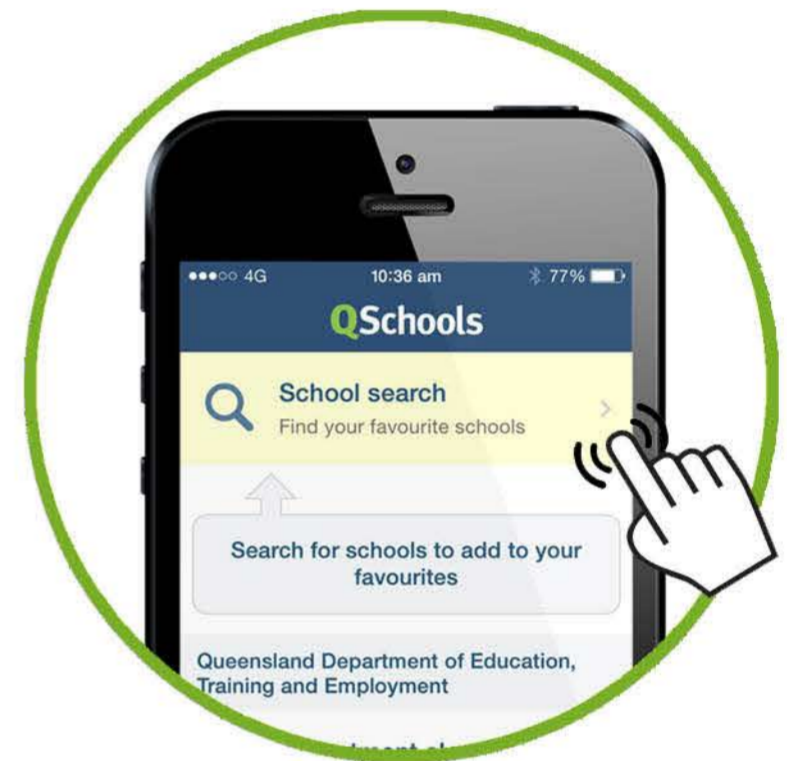 4G 10:36 am 77%
QSchools
School search
Find your favourite schools
Search for schools to add to your
favourites
Queensland Department of Education,
Training and Employment